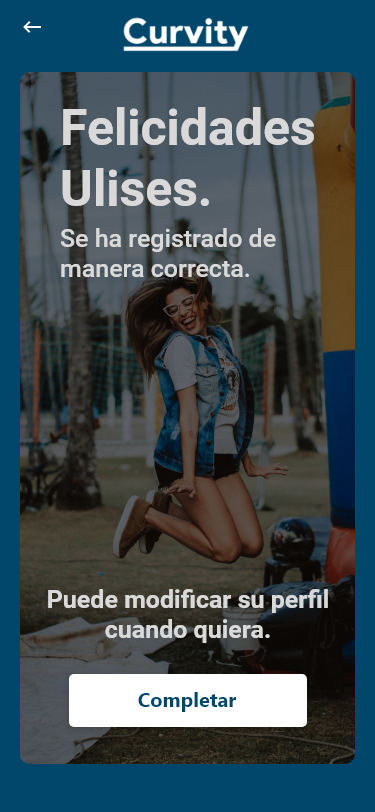 Curvity
Felicidades
Ulises.
Se ha registrado de
manera correcta.
Puede modificar su perfil
cuando quiera.
Completar